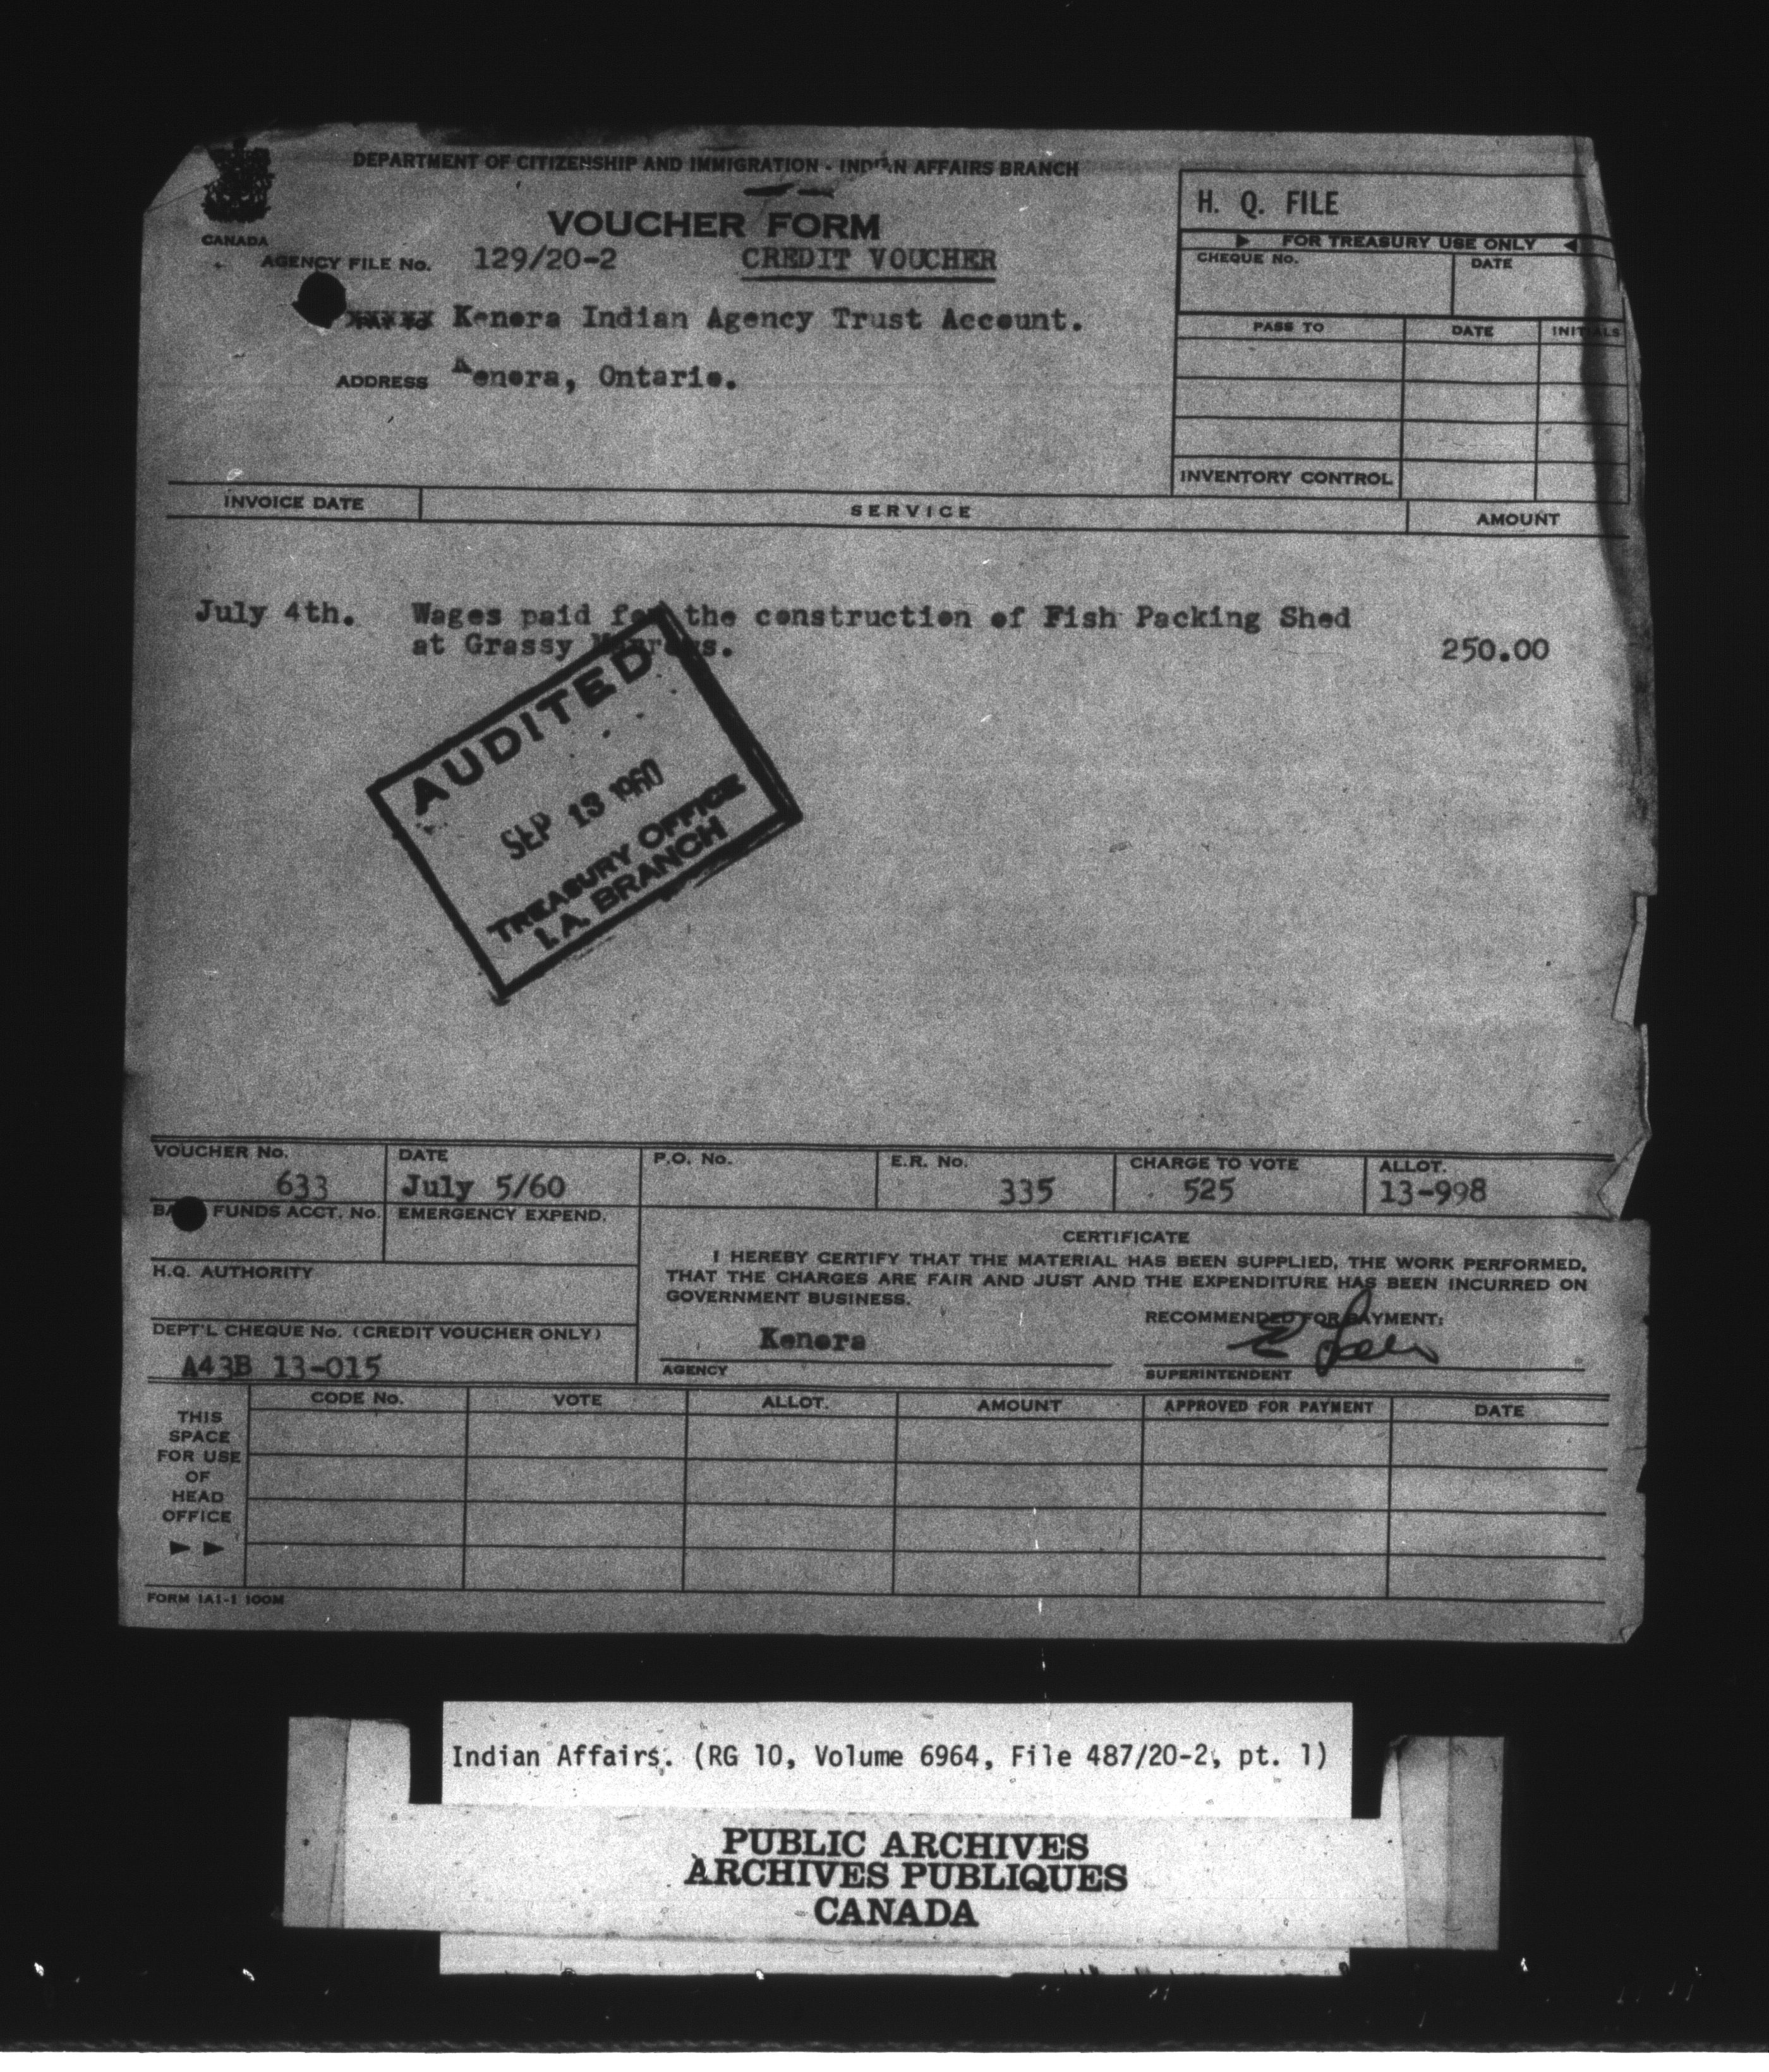 DEPARTMENT OF CITIZENSHIP AND IMMIGRATION - INDIAN AFFAIRS BRANCH
CANADA
VOUCHER FORM
AGENCY FILE No. 129/20-2 CREDIT VOUCHER
Kenora Indian Agency Trust Account.
ADDRESS Kenora, Ontario.
H. Q. FILE
FOR TREASURY USE ONLY
CHEQUE No. DATE
PASS TO DATE INITIALS
INVENTORY CONTROL
INVOICE DATE SERVICE AMOUNT
July 4th. Wages paid for the construction of Fish Packing Shed
at Grassy Narrows. 250.00
AUDITED
SEP 13 1960
TREASURY OFFICE
I.A. BRANCH
VOUCHER No. DATE P.O. No. E.R. No. CHARGE TO VOTE ALLOT.
633 July 5/60 335 525 13-998
FUNDS ACCT. No. EMERGENCY EXPEND.
H.Q. AUTHORITY
DEPT'L CHEQUE No. (CREDIT VOUCHER ONLY)
A43B 13-015
CERTIFICATE
I HEREBY CERTIFY THAT THE MATERIAL HAS BEEN SUPPLIED, THE WORK PERFORMED,
THAT THE CHARGES ARE FAIR AND JUST AND THE EXPENDITURE HAS BEEN INCURRED ON
GOVERNMENT BUSINESS.
RECOMMENDED FOR PAYMENT:
Kenora
AGENCY SUPERINTENDENT
CODE No. VOTE ALLOT. AMOUNT APPROVED FOR PAYMENT DATE
THIS
SPACE
FOR USE
OF
HEAD
OFFICE
FORM IA1-1 100M
Indian Affairs. (RG 10, Volume 6964, File 487/20-2, pt. 1)
PUBLIC ARCHIVES
ARCHIVES PUBLIQUES
CANADA